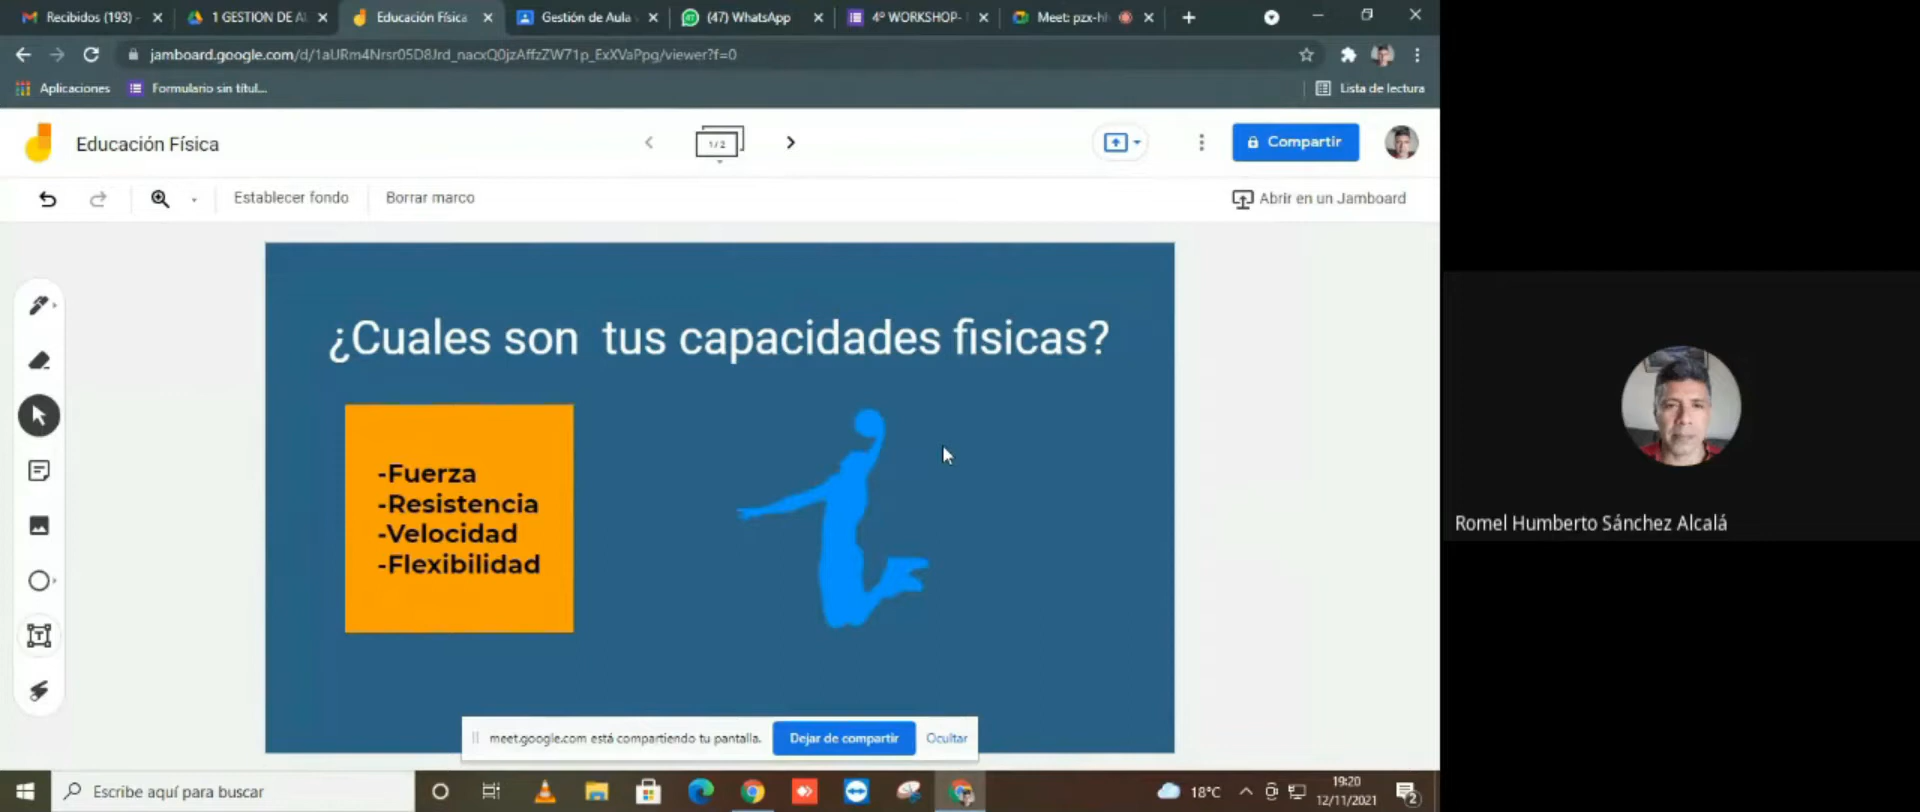 Recibidos (193) -
1 GESTION DE A
Educación Física
Gestión de Aula
(47) WhatsApp
4º WORKSHOP-
Meet: pzx-h
jamboard.google.com/d/1aURm4Nrsr05D8Jrd_nacxQ0jzAffzZW71p_ExXVaPpg/viewer?f=0
Aplicaciones
Formulario sin títul...
Lista de lectura
Educación Física
1/2
Compartir
Establecer fondo
Borrar marco
Abrir en un Jamboard
¿Cuales son tus capacidades fisicas?
-Fuerza
-Resistencia
-Velocidad
-Flexibilidad
Romel Humberto Sánchez Alcalá
meet.google.com está compartiendo tu pantalla.
Dejar de compartir
Ocultar
Escribe aquí para buscar
18°C
19:20
12/11/2021
2